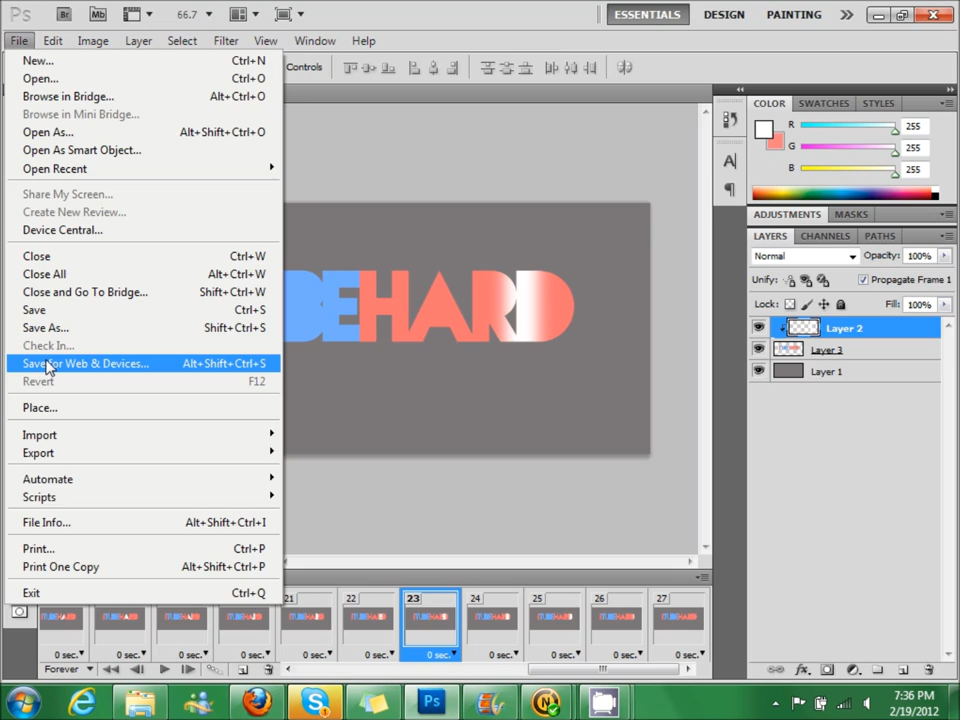 Ps Br Mb 66.7 ESSENTIALS DESIGN PAINTING
File Edit Image Layer Select Filter View Window Help
New... Ctrl+N
Open... Ctrl+O
Browse in Bridge... Alt+Ctrl+O
Browse in Mini Bridge...
Open As... Alt+Shift+Ctrl+O
Open As Smart Object...
Open Recent
Share My Screen...
Create New Review...
Device Central...
Close Ctrl+W
Close All Alt+Ctrl+W
Close and Go To Bridge... Shift+Ctrl+W
Save Ctrl+S
Save As... Shift+Ctrl+S
Check In...
Save for Web & Devices... Alt+Shift+Ctrl+S
Revert F12
Place...
Import
Export
Automate
Scripts
File Info... Alt+Shift+Ctrl+I
Print... Ctrl+P
Print One Copy Alt+Shift+Ctrl+P
Exit Ctrl+Q
Controls
BEHARD
COLOR SWATCHES STYLES
R 255
G 255
B 255
ADJUSTMENTS MASKS
LAYERS CHANNELS PATHS
Normal Opacity: 100%
Unify: Propagate Frame 1
Lock: Fill: 100%
Layer 2
Layer 3
Layer 1
21 22 23 24 25 26 27
0 sec. 0 sec. 0 sec. 0 sec. 0 sec. 0 sec. 0 sec. 0 sec. 0 sec. 0 sec. 0 sec.
Forever
Ps
7:36 PM
2/19/2012